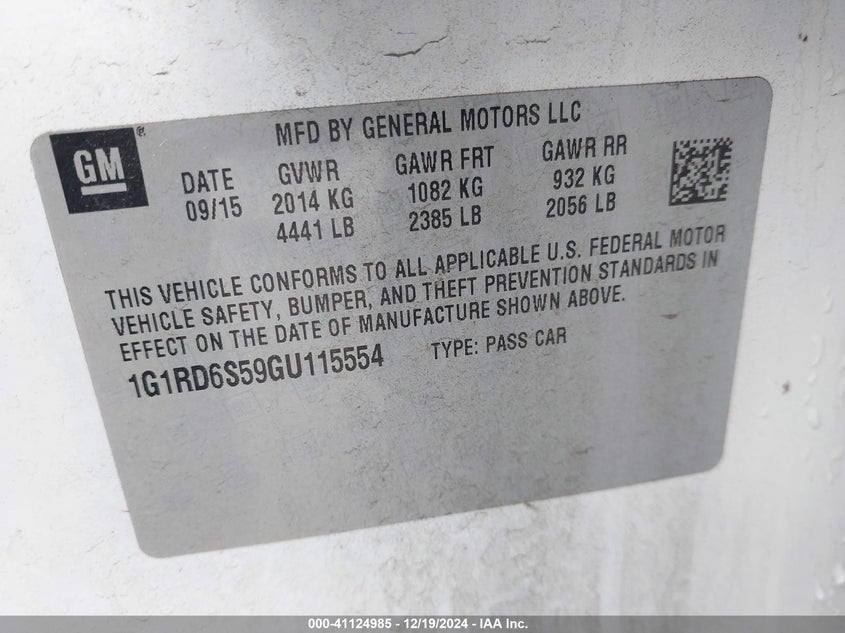 GM®
MFD BY GENERAL MOTORS LLC
DATE GVWR GAWR FRT GAWR RR
09/15 2014 KG 1082 KG 932 KG
4441 LB 2385 LB 2056 LB
THIS VEHICLE CONFORMS TO ALL APPLICABLE U.S. FEDERAL MOTOR
VEHICLE SAFETY, BUMPER, AND THEFT PREVENTION STANDARDS IN
EFFECT ON THE DATE OF MANUFACTURE SHOWN ABOVE.
1G1RD6S59GU115554 TYPE: PASS CAR
000-41124985 - 12/19/2024 - IAA Inc.